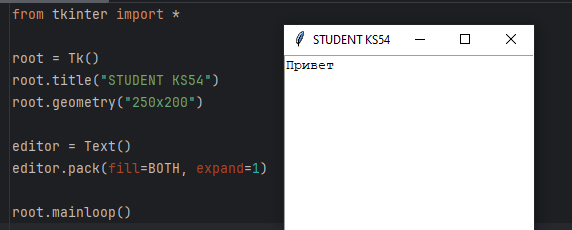 from tkinter import *
root = Tk()
root.title("STUDENT KS54")
root.geometry("250x200")
editor = Text()
editor.pack(fill=BOTH, expand=1)
root.mainloop()
STUDENT KS54
Привет